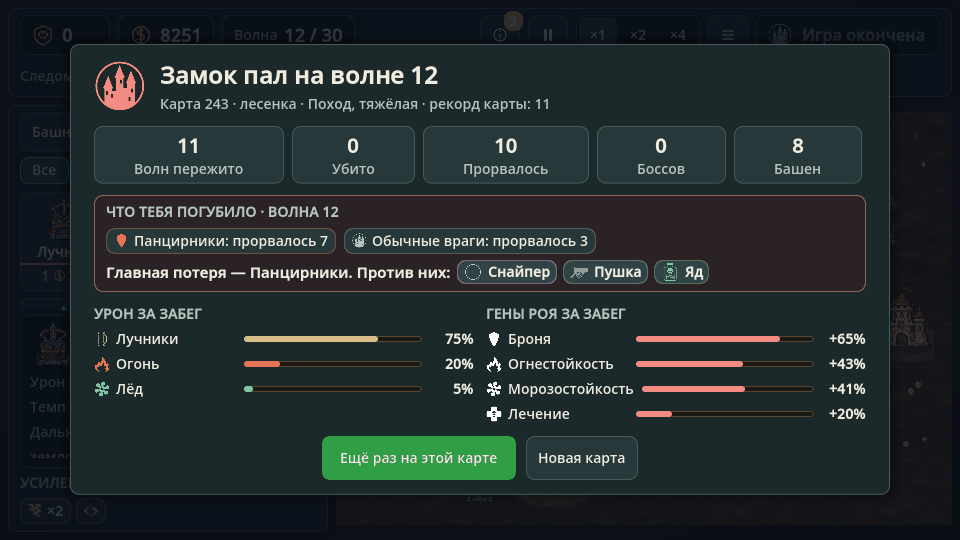 0 8251 Волна 12 / 30 3 ×1 ×2 ×4 Игра окончена
Замок пал на волне 12
Карта 243 · лесенка · Поход, тяжёлая · рекорд карты: 11
11 0 10 0 8
Волн пережито Убито Прорвалось Боссов Башен
ЧТО ТЕБЯ ПОГУБИЛО · ВОЛНА 12
Панцирники: прорвалось 7 Обычные враги: прорвалось 3
Главная потеря — Панцирники. Против них: Снайпер Пушка Яд
УРОН ЗА ЗАБЕГ
Лучники 75%
Огонь 20%
Лёд 5%
ГЕНЫ РОЯ ЗА ЗАБЕГ
Броня +65%
Огнестойкость +43%
Морозостойкость +41%
Лечение +20%
Ещё раз на этой карте Новая карта
Следом
Башн
Все
Лучн
1
Урон
Темп
Даль
УСИЛЕ
×2